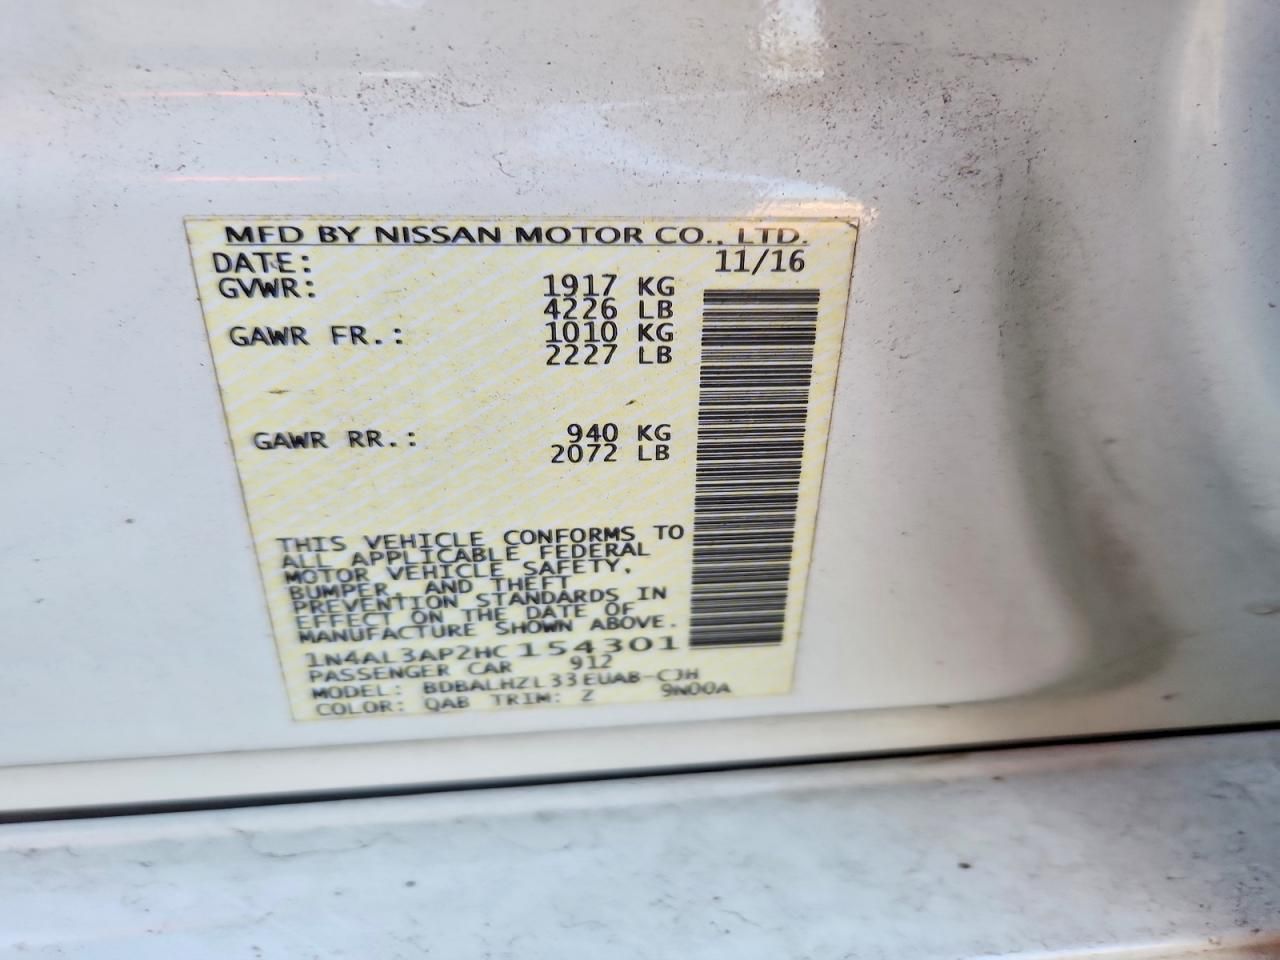 MFD BY NISSAN MOTOR CO., LTD.
DATE: 11/16
GVWR: 1917 KG
4226 LB
GAWR FR.: 1010 KG
2227 LB
GAWR RR.: 940 KG
2072 LB
THIS VEHICLE CONFORMS TO
ALL APPLICABLE FEDERAL
MOTOR VEHICLE SAFETY,
BUMPER, AND THEFT
PREVENTION STANDARDS IN
EFFECT ON THE DATE OF
MANUFACTURE SHOWN ABOVE.
1N4AL3AP2HC154301
PASSENGER CAR 912
MODEL: BDBALHZL33EUAB-CJH
COLOR: QAB TRIM: Z 9N00A